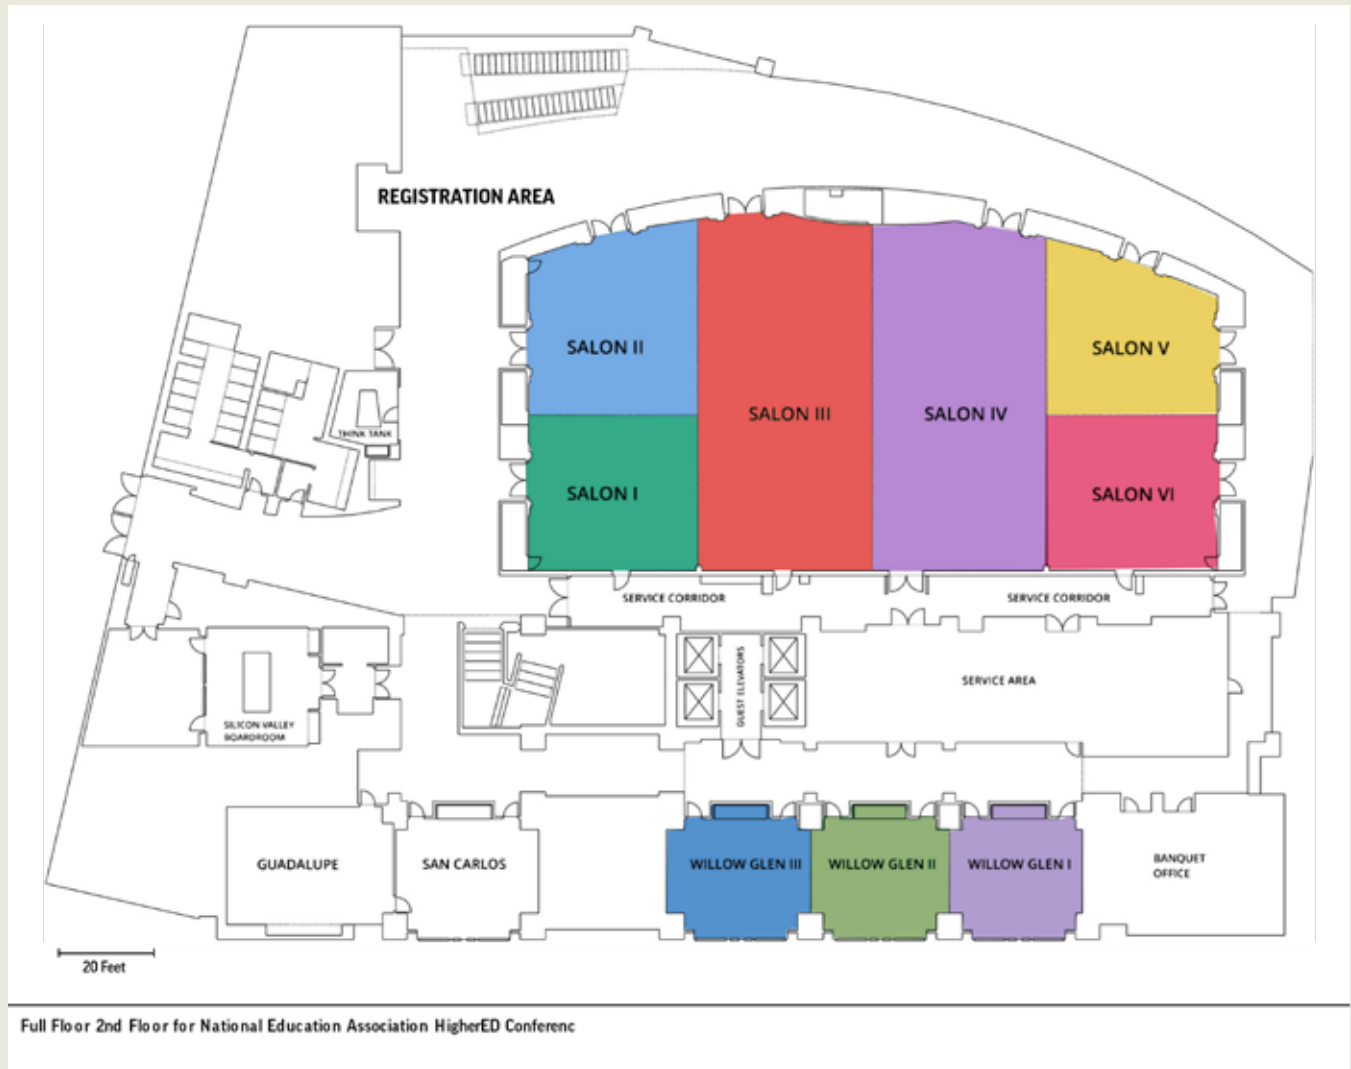 REGISTRATION AREA
SALON II
SALON V
SALON III
SALON IV
THINK TANK
SALON I
SALON VI
SERVICE CORRIDOR
SERVICE CORRIDOR
GUEST ELEVATORS
SERVICE AREA
SILICON VALLEY
BOARDROOM
GUADALUPE
SAN CARLOS
WILLOW GLEN III
WILLOW GLEN II
WILLOW GLEN I
BANQUET
OFFICE
20 Feet
Full Floor 2nd Floor for National Education Association HigherED Conferenc